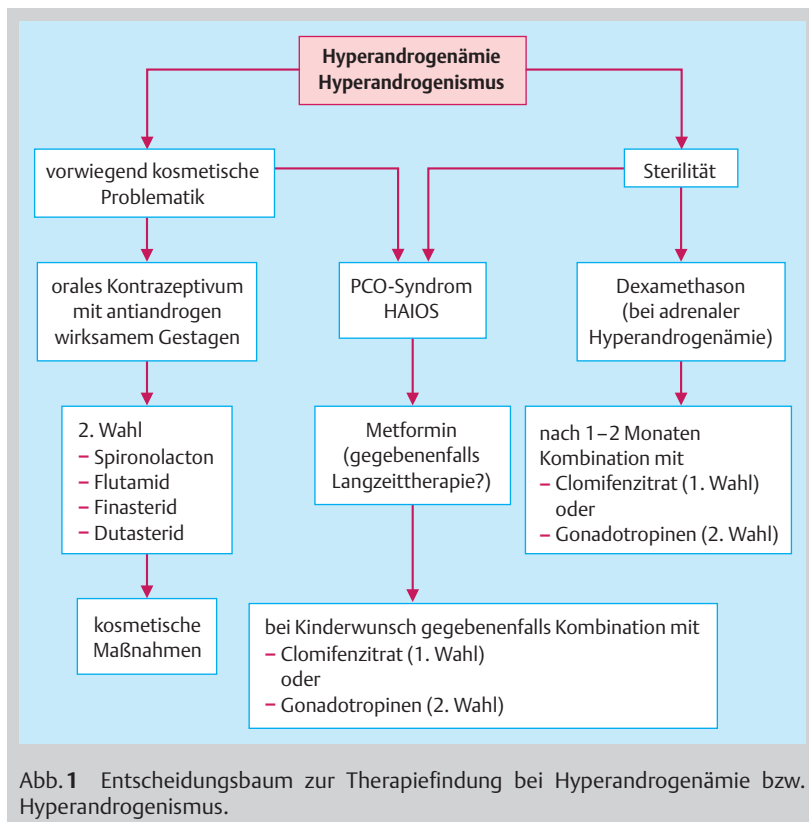 Hyperandrogenämie
Hyperandrogenismus
vorwiegend kosmetische
Problematik
Sterilität
orales Kontrazeptivum
mit antiandrogen
wirksamem Gestagen
PCO-Syndrom
HAIOS
Dexamethason
(bei adrenaler
Hyperandrogenämie)
2. Wahl
– Spironolacton
– Flutamid
– Finasterid
– Dutasterid
Metformin
(gegebenenfalls
Langzeittherapie?)
nach 1–2 Monaten
Kombination mit
– Clomifenzitrat (1. Wahl)
oder
– Gonadotropinen (2. Wahl)
kosmetische
Maßnahmen
bei Kinderwunsch gegebenenfalls Kombination mit
– Clomifenzitrat (1. Wahl)
oder
– Gonadotropinen (2. Wahl)
Abb. 1 Entscheidungsbaum zur Therapiefindung bei Hyperandrogenämie bzw.
Hyperandrogenismus.